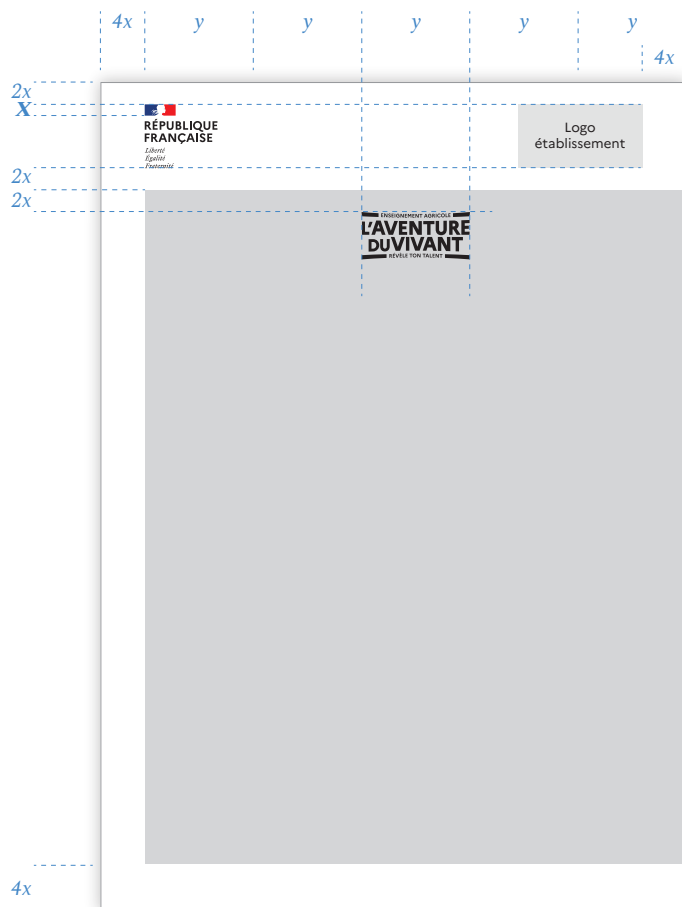 4x y y y y y
4x
2x
x
RÉPUBLIQUE
FRANÇAISE
Liberté
Égalité
Fraternité
Logo
établissement
2x
2x
ENSEIGNEMENT AGRICOLE
L'AVENTURE
DU VIVANT
RÉVÈLE TON TALENT
4x